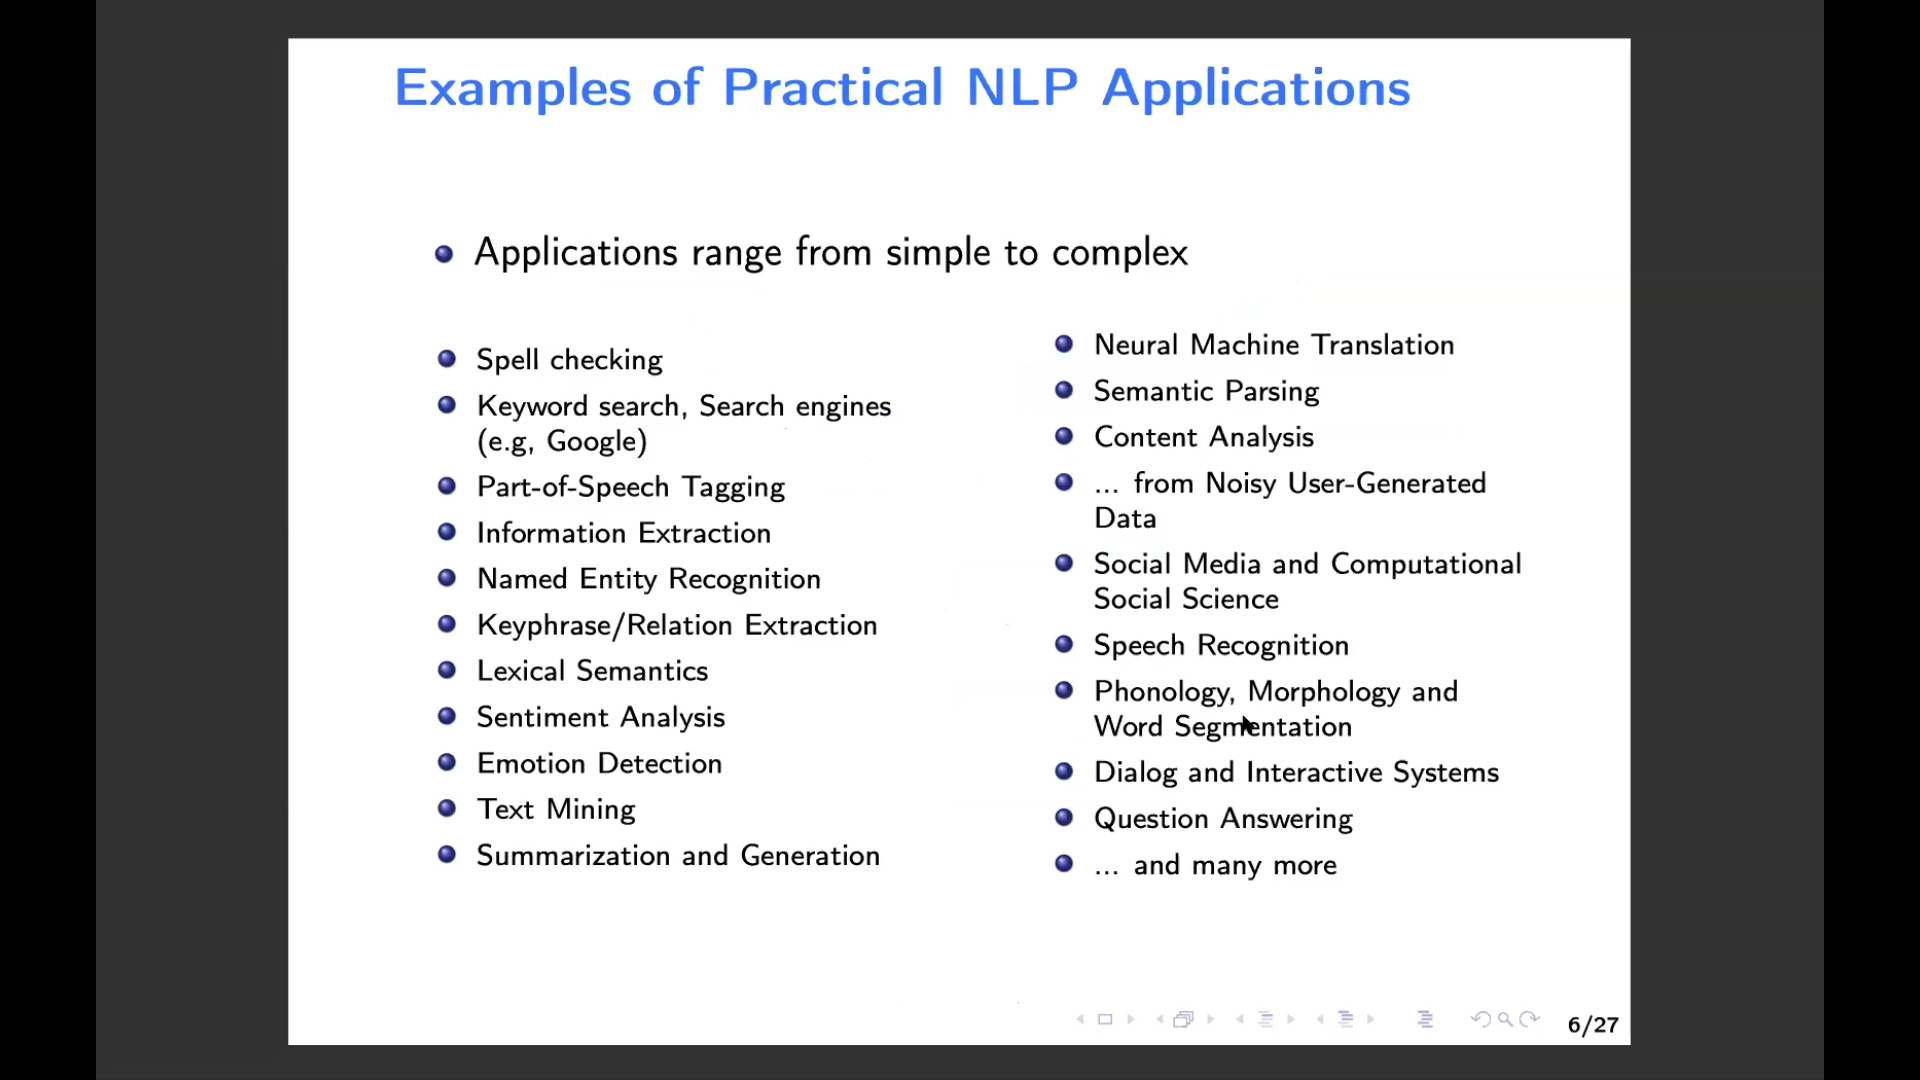 Examples of Practical NLP Applications
Applications range from simple to complex
Spell checking
Keyword search, Search engines
(e.g, Google)
Part-of-Speech Tagging
Information Extraction
Named Entity Recognition
Keyphrase/Relation Extraction
Lexical Semantics
Sentiment Analysis
Emotion Detection
Text Mining
Summarization and Generation
Neural Machine Translation
Semantic Parsing
Content Analysis
... from Noisy User-Generated
Data
Social Media and Computational
Social Science
Speech Recognition
Phonology, Morphology and
Word Segmentation
Dialog and Interactive Systems
Question Answering
... and many more
6/27